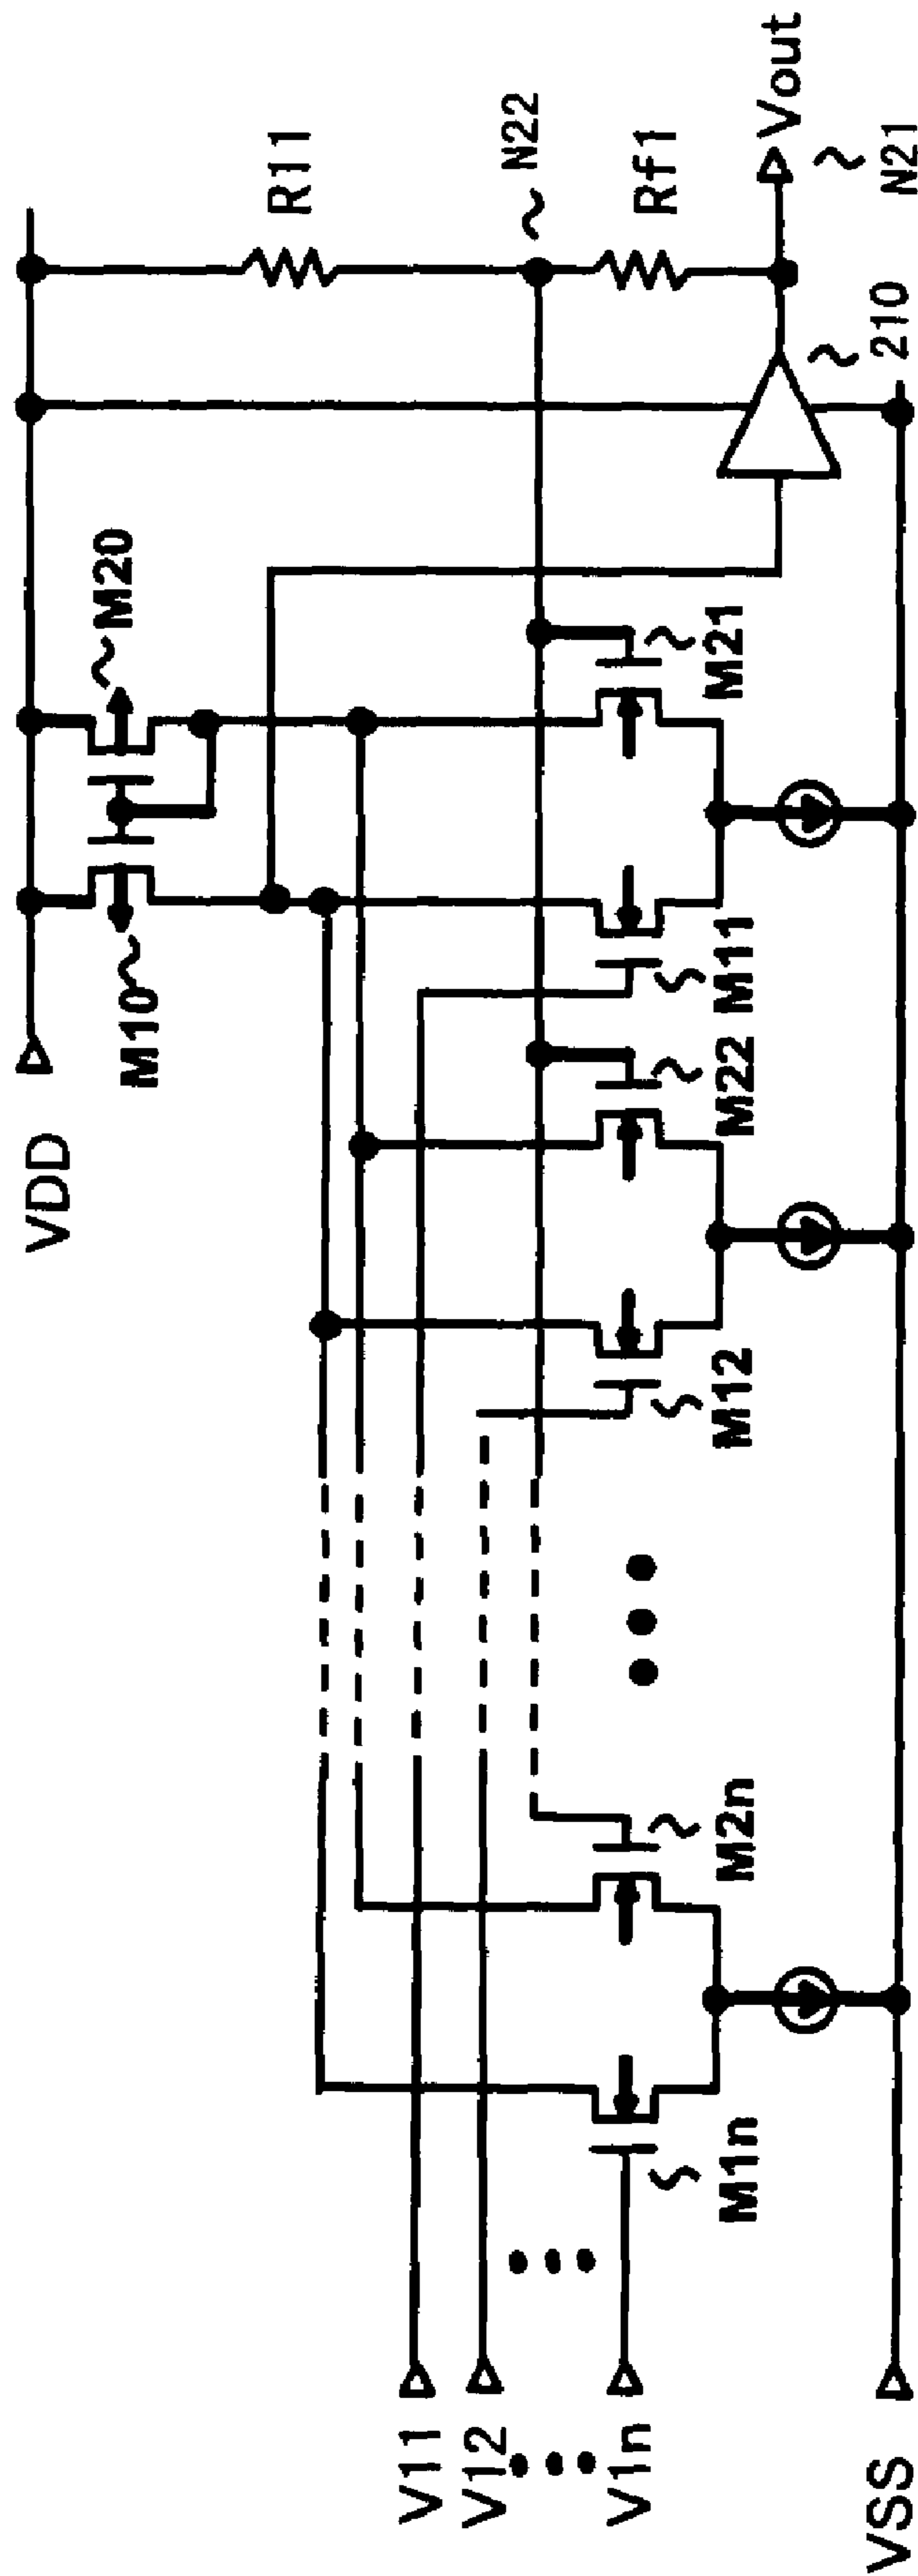 VDD
M10
M20
R11
N22
Rf1
Vout
N21
210
M21
M11
M22
M12
M2n
M1n
V11
V12
V1n
VSS